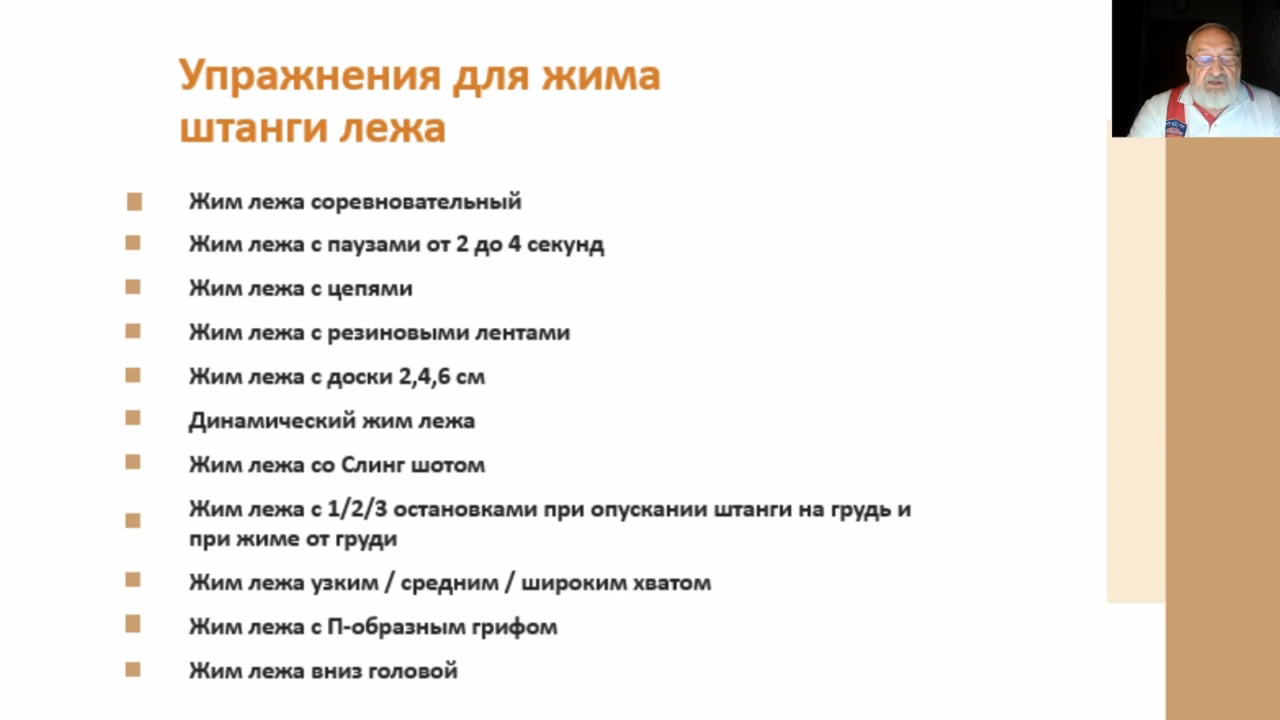 Упражнения для жима
штанги лежа
Жим лежа соревновательный
Жим лежа с паузами от 2 до 4 секунд
Жим лежа с цепями
Жим лежа с резиновыми лентами
Жим лежа с доски 2,4,6 см
Динамический жим лежа
Жим лежа со Слинг шотом
Жим лежа с 1/2/3 остановками при опускании штанги на грудь и
при жиме от груди
Жим лежа узким / средним / широким хватом
Жим лежа с П-образным грифом
Жим лежа вниз головой